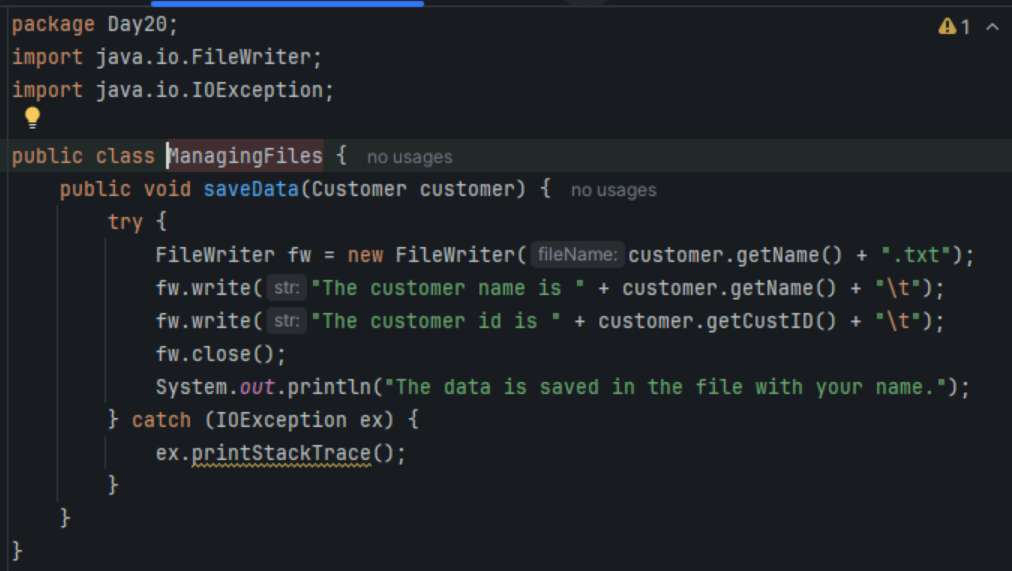 package Day20;
1
import java.io.FileWriter;
import java.io.IOException;
public class ManagingFiles { no usages
    public void saveData(Customer customer) { no usages
        try {
            FileWriter fw = new FileWriter( fileName: customer.getName() + ".txt");
            fw.write( str: "The customer name is " + customer.getName() + "\t");
            fw.write( str: "The customer id is " + customer.getCustID() + "\t");
            fw.close();
            System.out.println("The data is saved in the file with your name.");
        } catch (IOException ex) {
            ex.printStackTrace();
        }
    }
}